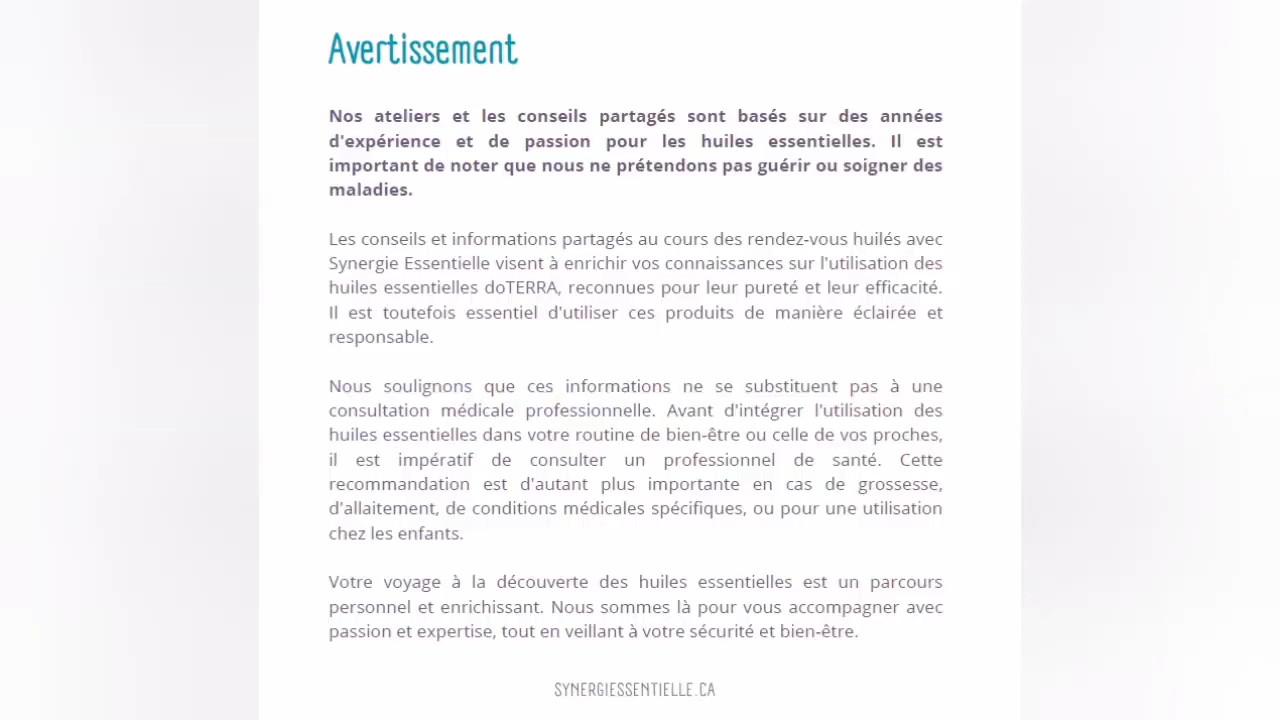 Avertissement
Nos ateliers et les conseils partagés sont basés sur des années
d'expérience et de passion pour les huiles essentielles. Il est
important de noter que nous ne prétendons pas guérir ou soigner des
maladies.
Les conseils et informations partagés au cours des rendez-vous huilés avec
Synergie Essentielle visent à enrichir vos connaissances sur l'utilisation des
huiles essentielles doTERRA, reconnues pour leur pureté et leur efficacité.
Il est toutefois essentiel d'utiliser ces produits de manière éclairée et
responsable.
Nous soulignons que ces informations ne se substituent pas à une
consultation médicale professionnelle. Avant d'intégrer l'utilisation des
huiles essentielles dans votre routine de bien-être ou celle de vos proches,
il est impératif de consulter un professionnel de santé. Cette
recommandation est d'autant plus importante en cas de grossesse,
d'allaitement, de conditions médicales spécifiques, ou pour une utilisation
chez les enfants.
Votre voyage à la découverte des huiles essentielles est un parcours
personnel et enrichissant. Nous sommes là pour vous accompagner avec
passion et expertise, tout en veillant à votre sécurité et bien-être.
SYNERGIESSENTIELLE.CA